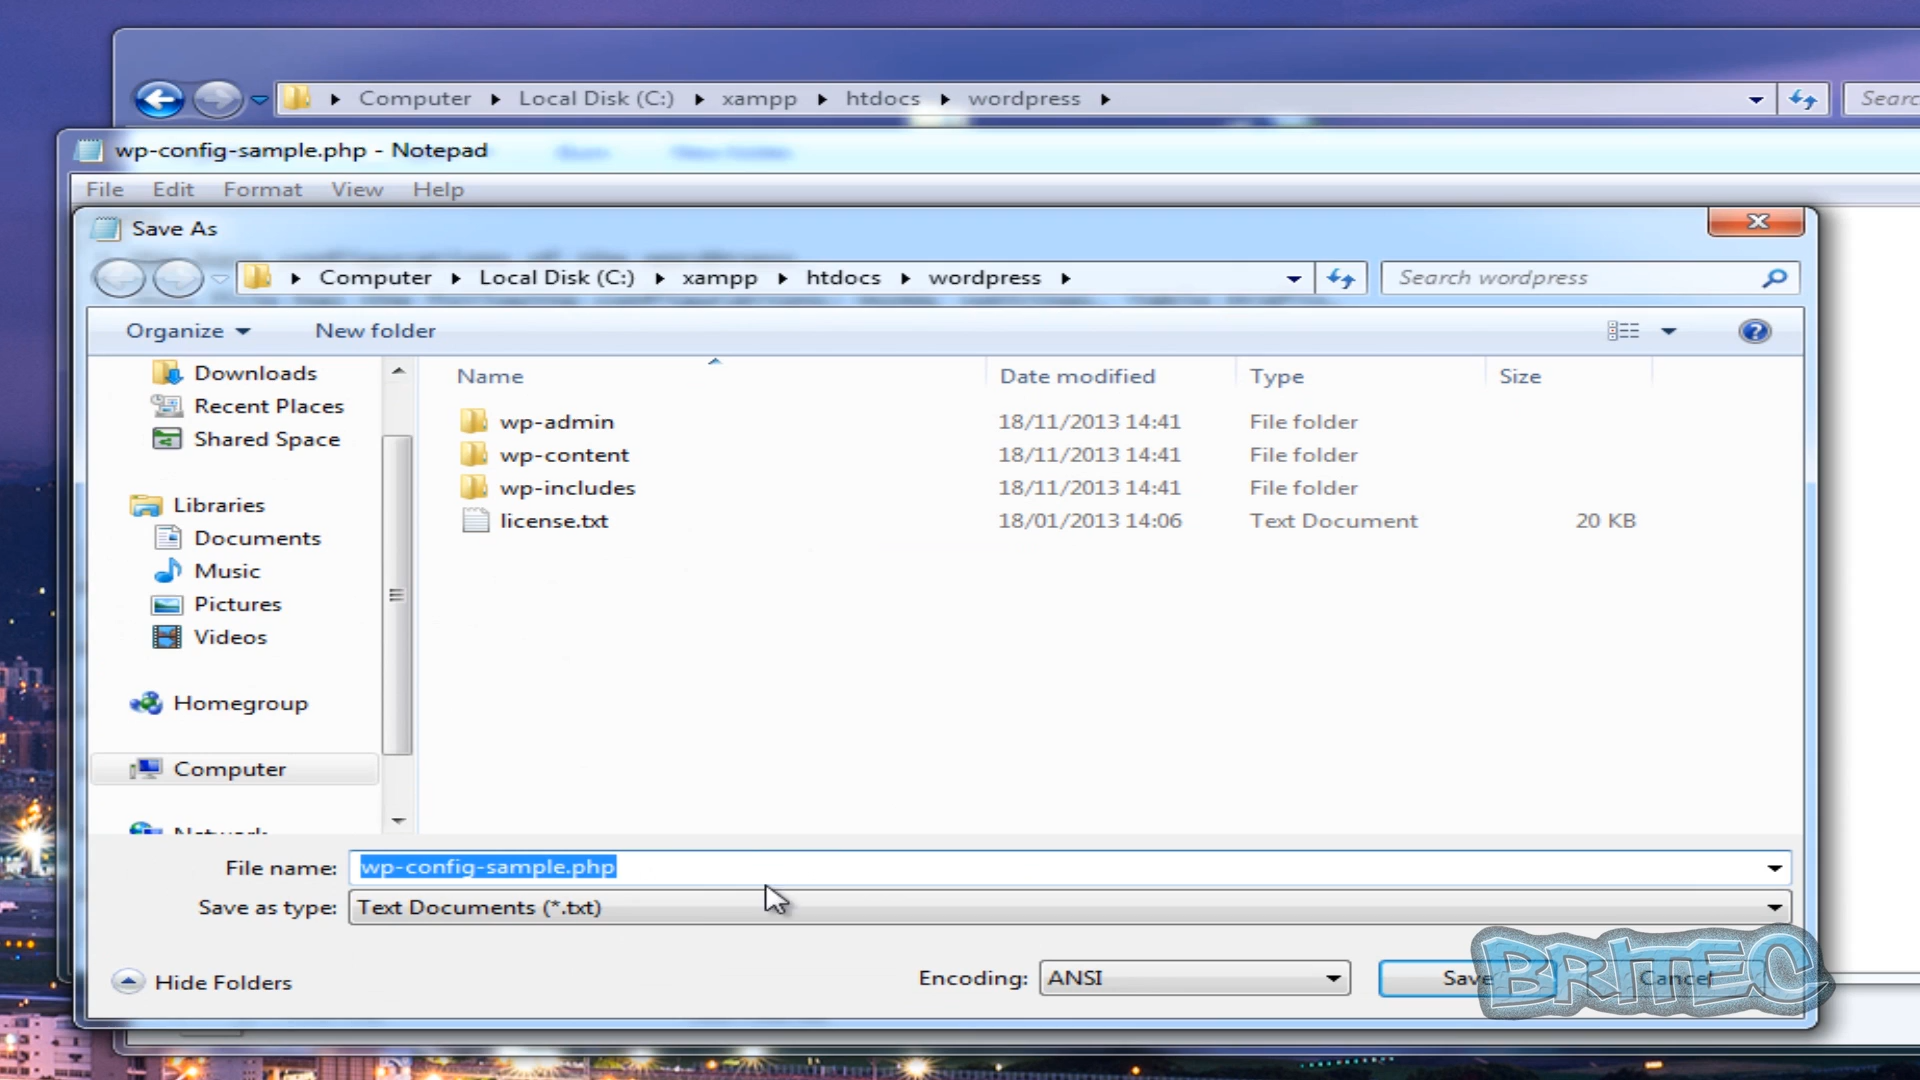 Computer Local Disk (C:) xampp htdocs wordpress
Searc
wp-config-sample.php - Notepad
File Edit Format View Help
Save As
Computer Local Disk (C:) xampp htdocs wordpress
Search wordpress
Organize New folder
Name Date modified Type Size
Downloads
Recent Places
Shared Space
Libraries
Documents
Music
Pictures
Videos
Homegroup
Computer
Network
wp-admin 18/11/2013 14:41 File folder
wp-content 18/11/2013 14:41 File folder
wp-includes 18/11/2013 14:41 File folder
license.txt 18/01/2013 14:06 Text Document 20 KB
File name: wp-config-sample.php
Save as type: Text Documents (*.txt)
Hide Folders
Encoding: ANSI
Save
Cancel
BRITEC